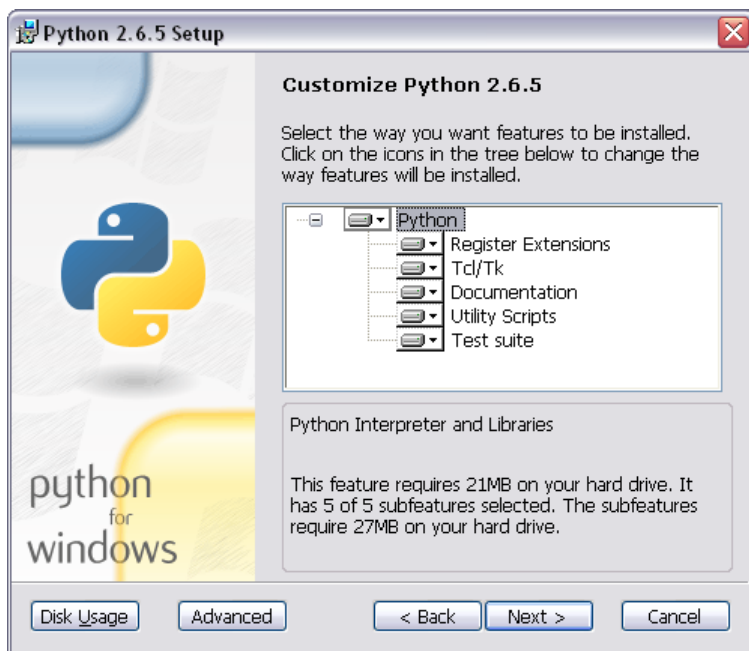 Python 2.6.5 Setup
Customize Python 2.6.5
Select the way you want features to be installed.
Click on the icons in the tree below to change the
way features will be installed.
Python
Register Extensions
Tcl/Tk
Documentation
Utility Scripts
Test suite
Python Interpreter and Libraries
This feature requires 21MB on your hard drive. It
has 5 of 5 subfeatures selected. The subfeatures
require 27MB on your hard drive.
python
for
windows
Disk Usage
Advanced
< Back
Next >
Cancel